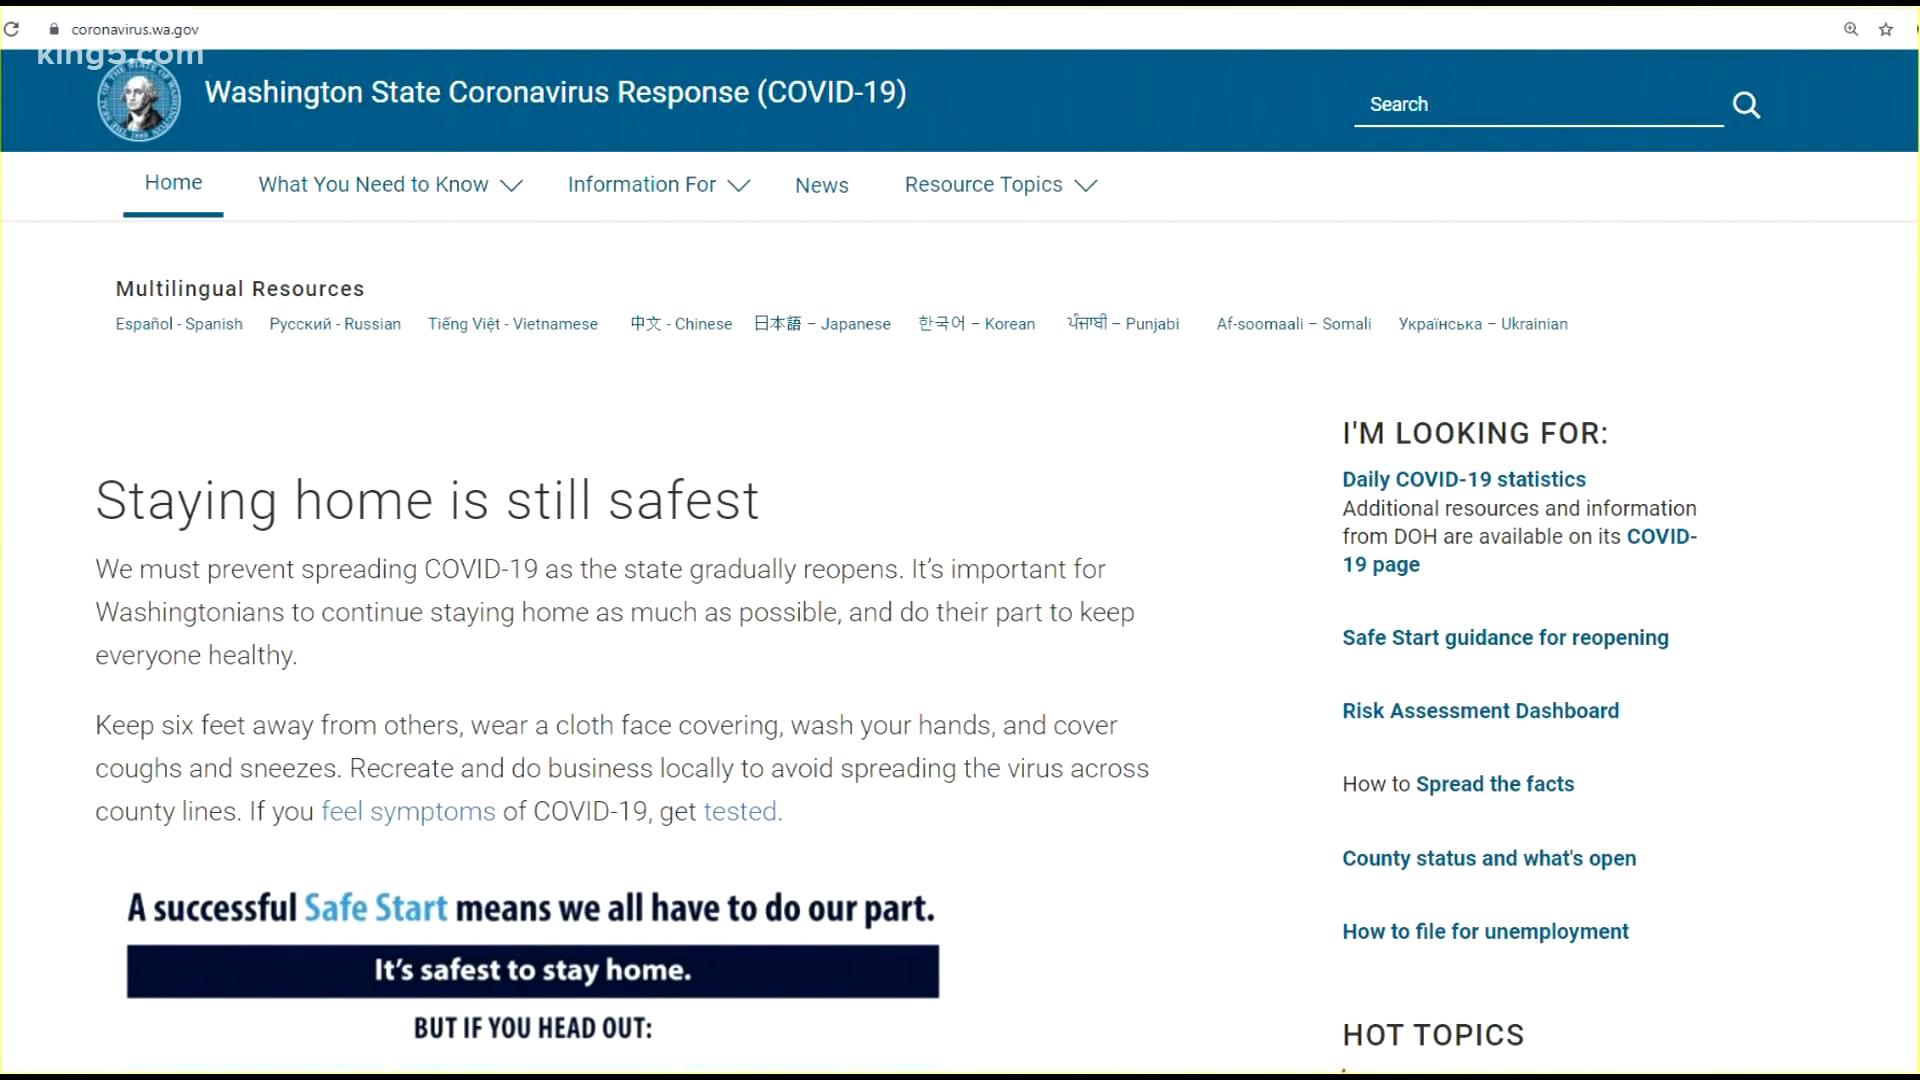 coronavirus.wa.gov
king5.com
Washington State Coronavirus Response (COVID-19)
Search
Home What You Need to Know Information For News Resource Topics
Multilingual Resources
Español - Spanish Русский - Russian Tiếng Việt - Vietnamese 中文 - Chinese 日本語 – Japanese 한국어 – Korean ਪੰਜਾਬੀ – Punjabi Af-soomaali – Somali Українська – Ukrainian
Staying home is still safest
We must prevent spreading COVID-19 as the state gradually reopens. It’s important for
Washingtonians to continue staying home as much as possible, and do their part to keep
everyone healthy.
Keep six feet away from others, wear a cloth face covering, wash your hands, and cover
coughs and sneezes. Recreate and do business locally to avoid spreading the virus across
county lines. If you feel symptoms of COVID-19, get tested.
A successful Safe Start means we all have to do our part.
It’s safest to stay home.
BUT IF YOU HEAD OUT:
I'M LOOKING FOR:
Daily COVID-19 statistics
Additional resources and information
from DOH are available on its COVID-
19 page
Safe Start guidance for reopening
Risk Assessment Dashboard
How to Spread the facts
County status and what's open
How to file for unemployment
HOT TOPICS